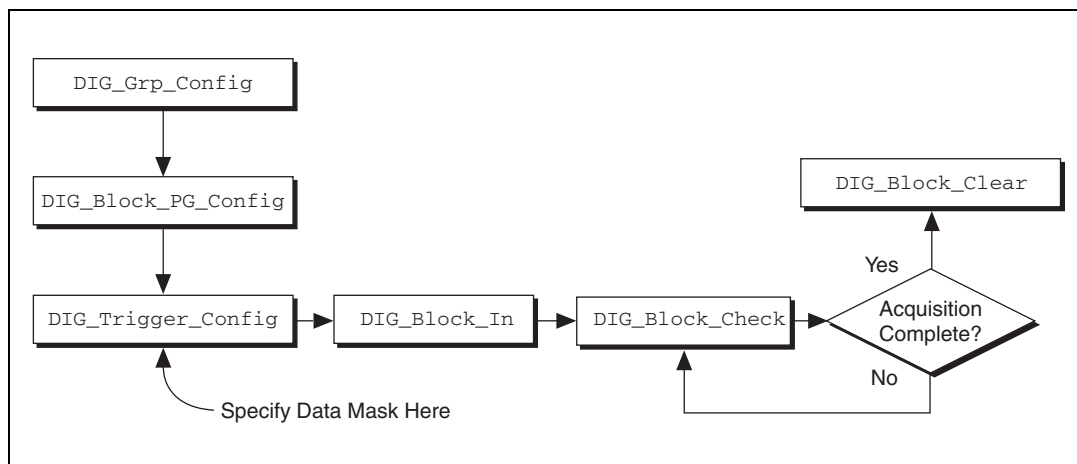 DIG_Grp_Config
DIG_Block_PG_Config
DIG_Trigger_Config
Specify Data Mask Here
DIG_Block_In
DIG_Block_Check
Acquisition
Complete?
Yes
No
DIG_Block_Clear